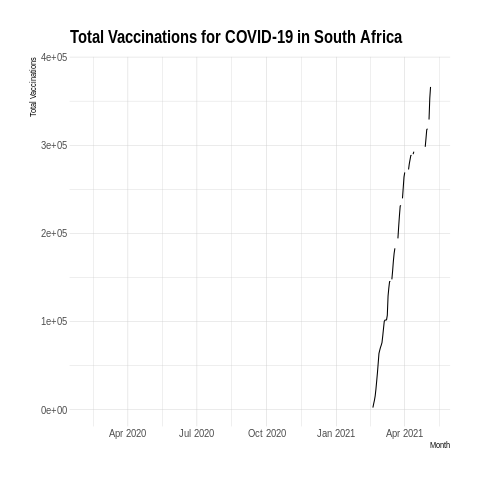 Total Vaccinations for COVID-19 in South Africa
Total Vaccinations
4e+05
3e+05
2e+05
1e+05
0e+00
Apr 2020 Jul 2020 Oct 2020 Jan 2021 Apr 2021
Month